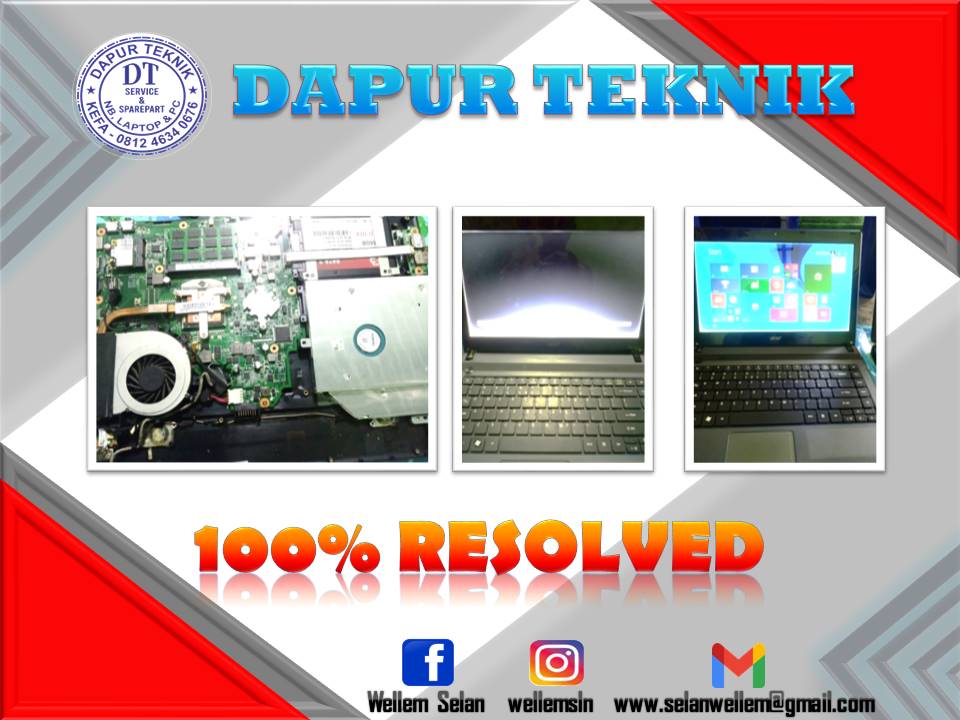 DAPUR TEKNIK
DT
SERVICE
&
SPAREPART
NB, LAPTOP & PC
KEFA - 0812 4634 0676
DAPUR TEKNIK
acer
100% RESOLVED
Wellem Selan
wellemsln
www.selanwellem@gmail.com